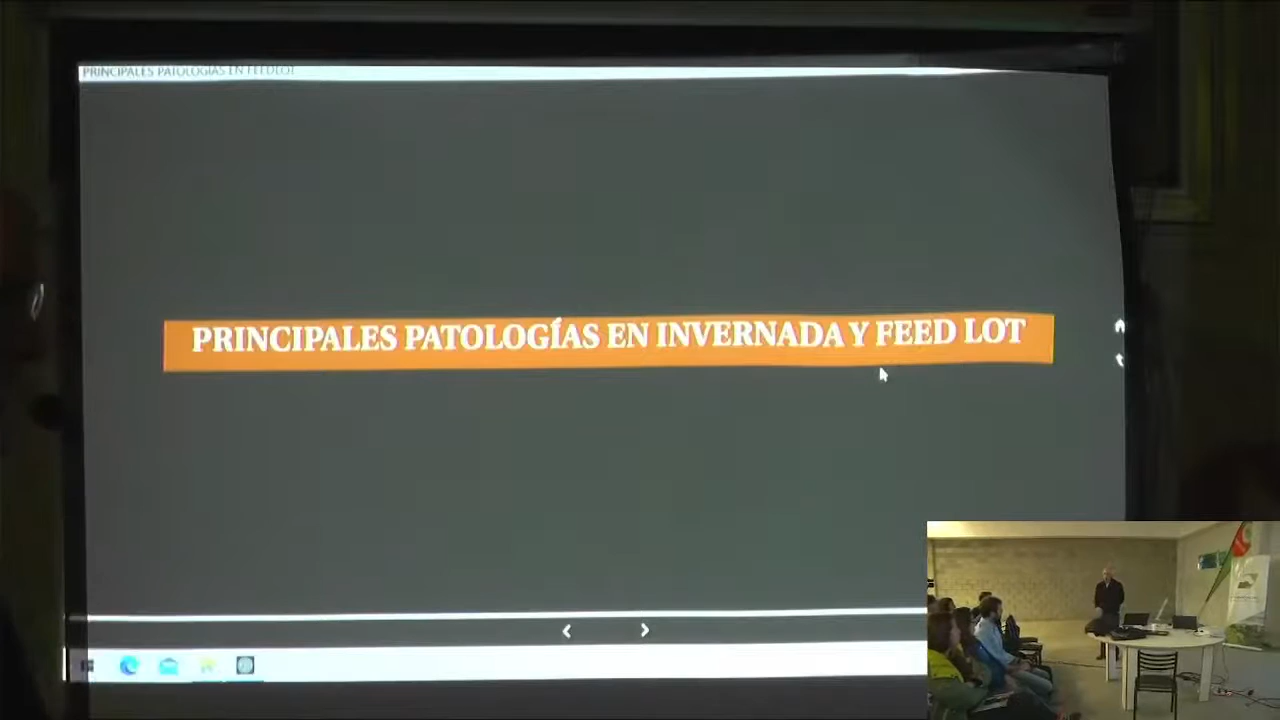 PRINCIPALES PATOLOGÍAS EN FEEDLOT
PRINCIPALES PATOLOGÍAS EN INVERNADA Y FEED LOT